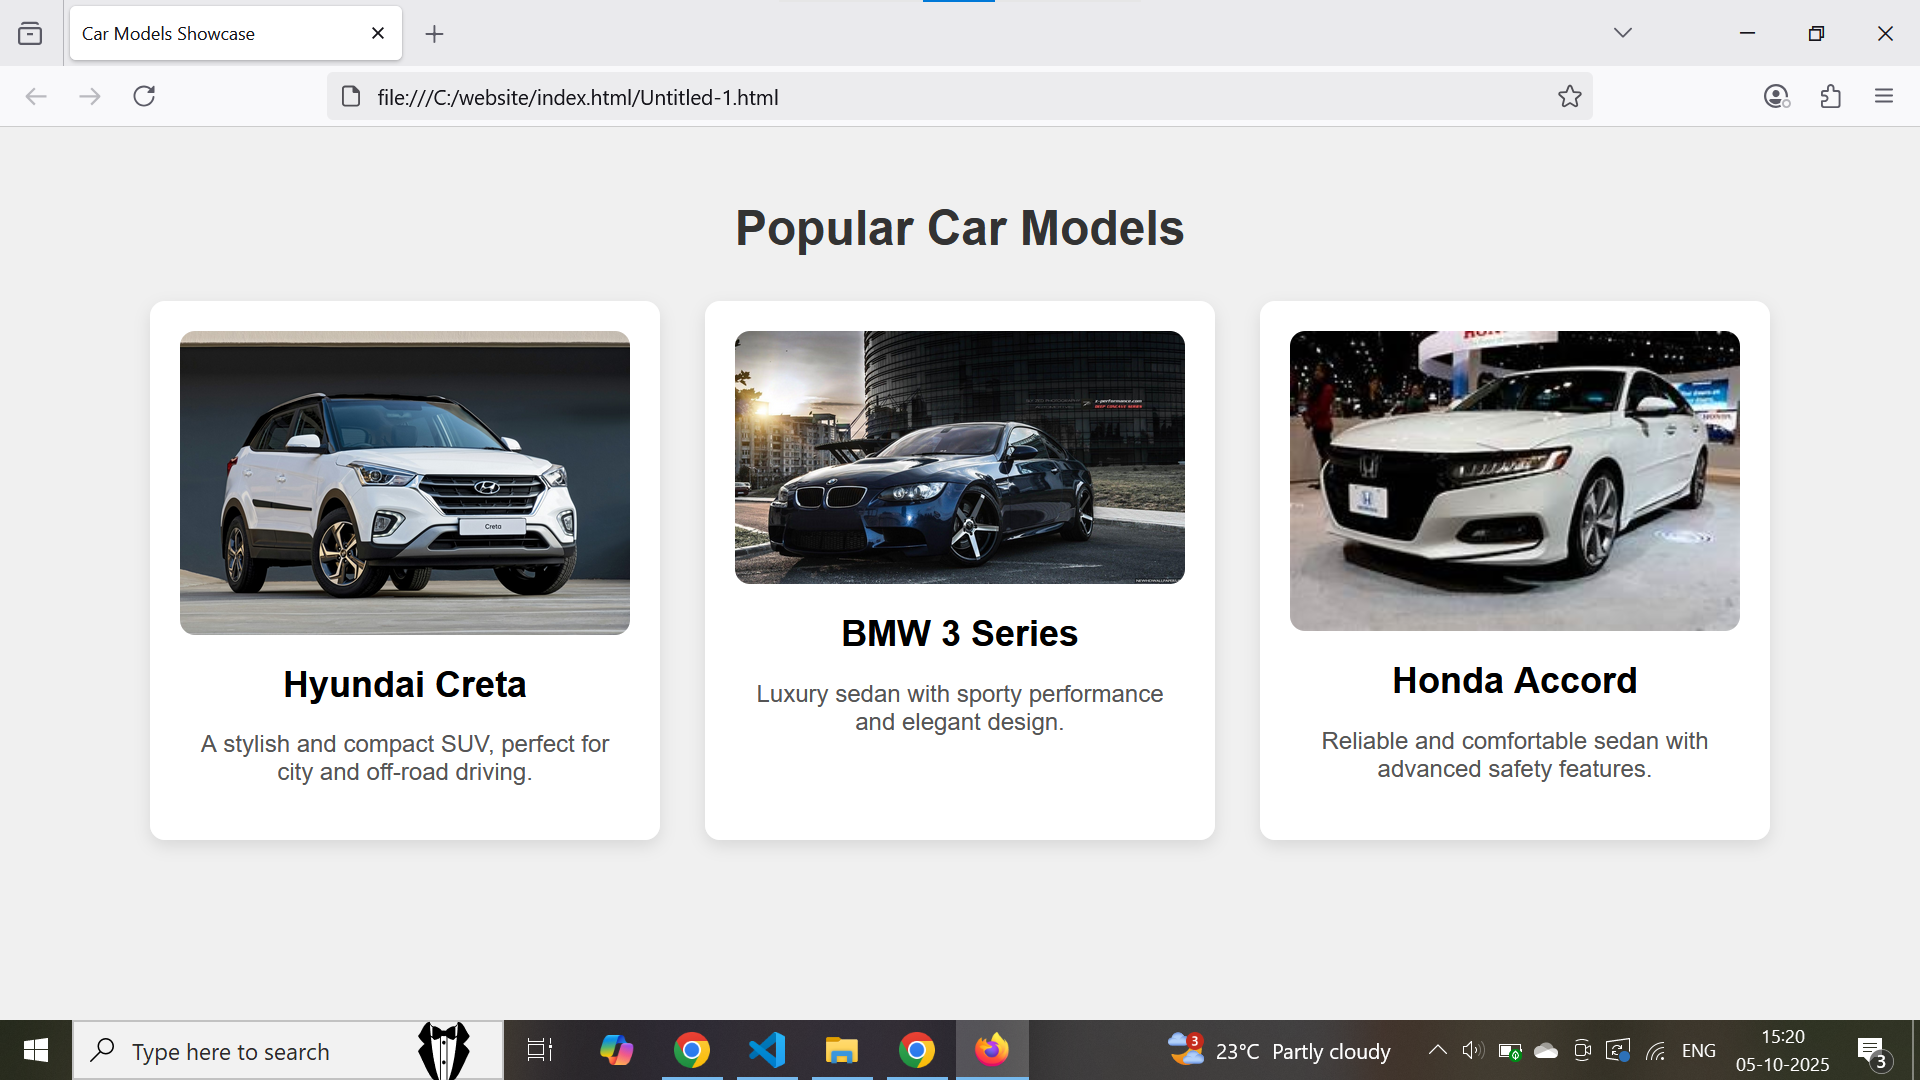 Car Models Showcase
file:///C:/website/index.html/Untitled-1.html
Popular Car Models
Creta
Hyundai Creta
A stylish and compact SUV, perfect for
city and off-road driving.
BMW 3 Series
Luxury sedan with sporty performance
and elegant design.
Honda Accord
Reliable and comfortable sedan with
advanced safety features.
Type here to search
3
23°C Partly cloudy
ENG
15:20
05-10-2025
3